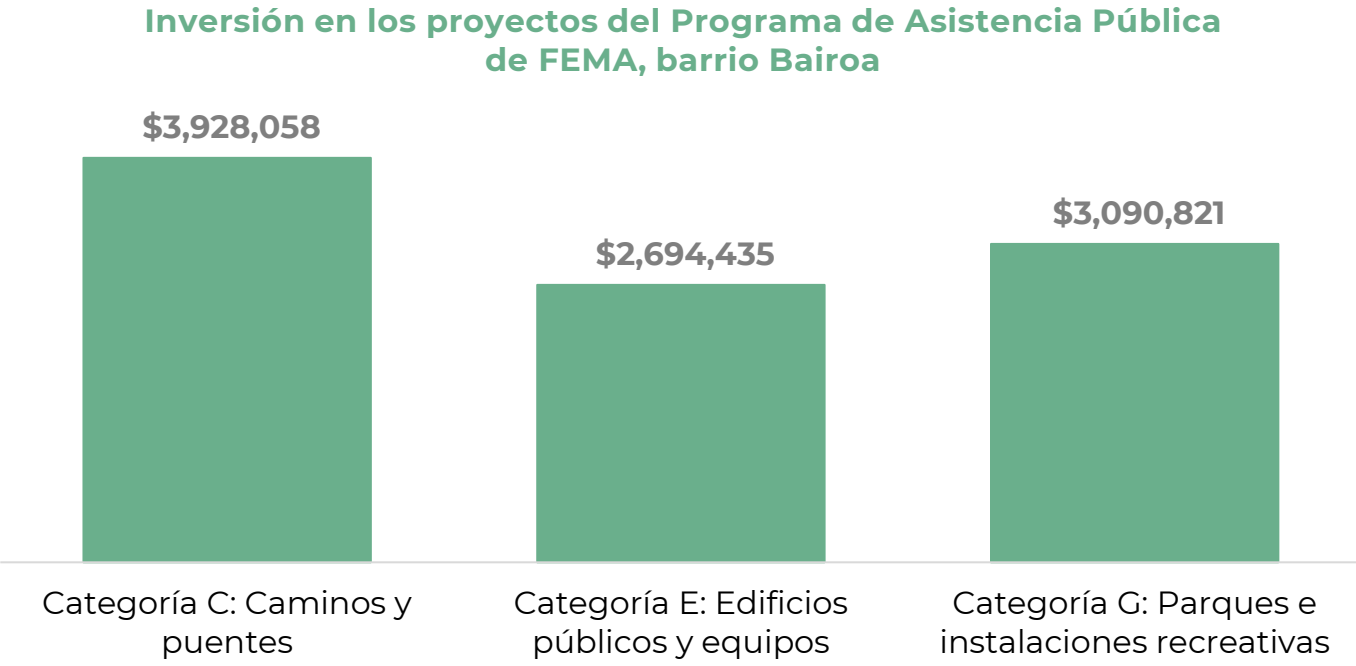 Inversión en los proyectos del Programa de Asistencia Pública
de FEMA, barrio Bairoa
$3,928,058
$2,694,435
$3,090,821
Categoría C: Caminos y
puentes
Categoría E: Edificios
públicos y equipos
Categoría G: Parques e
instalaciones recreativas